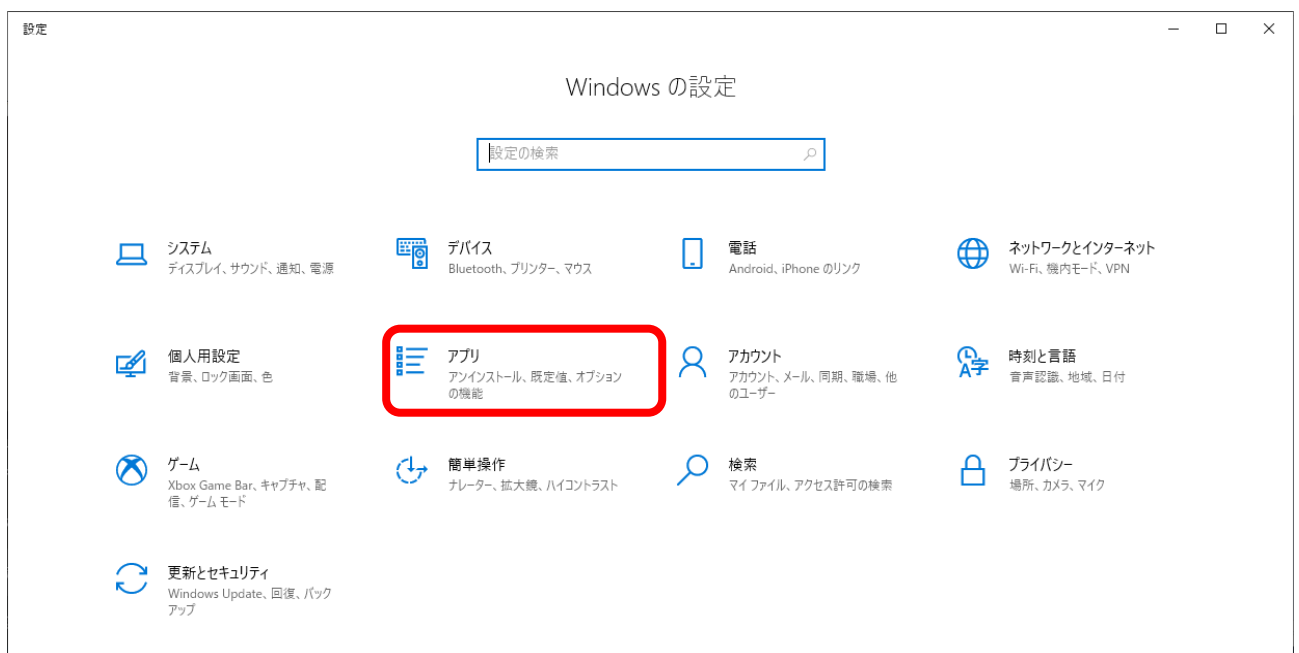 設定
Windows の設定
設定の検索
システム
ディスプレイ、サウンド、通知、電源
デバイス
Bluetooth、プリンター、マウス
電話
Android、iPhone のリンク
ネットワークとインターネット
Wi-Fi、機内モード、VPN
個人用設定
背景、ロック画面、色
アプリ
アンインストール、既定値、オプション
の機能
アカウント
アカウント、メール、同期、職場、他
のユーザー
時刻と言語
音声認識、地域、日付
ゲーム
Xbox Game Bar、キャプチャ、配
信、ゲーム モード
簡単操作
ナレーター、拡大鏡、ハイコントラスト
検索
マイ ファイル、アクセス許可の検索
プライバシー
場所、カメラ、マイク
更新とセキュリティ
Windows Update、回復、バック
アップ